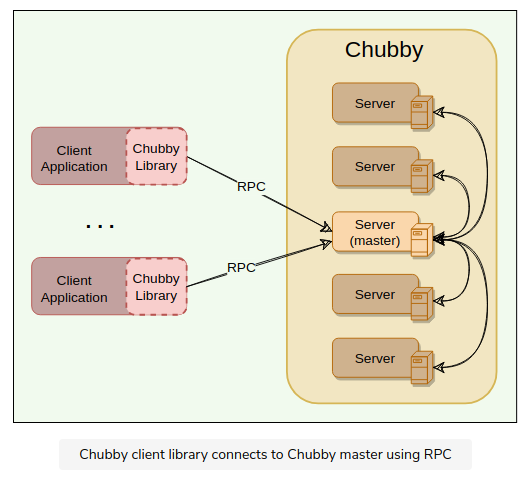 Chubby
Server
Client
Application
Chubby
Library
Server
RPC
Server
(master)
. . .
RPC
Client
Application
Chubby
Library
Server
Server
Chubby client library connects to Chubby master using RPC